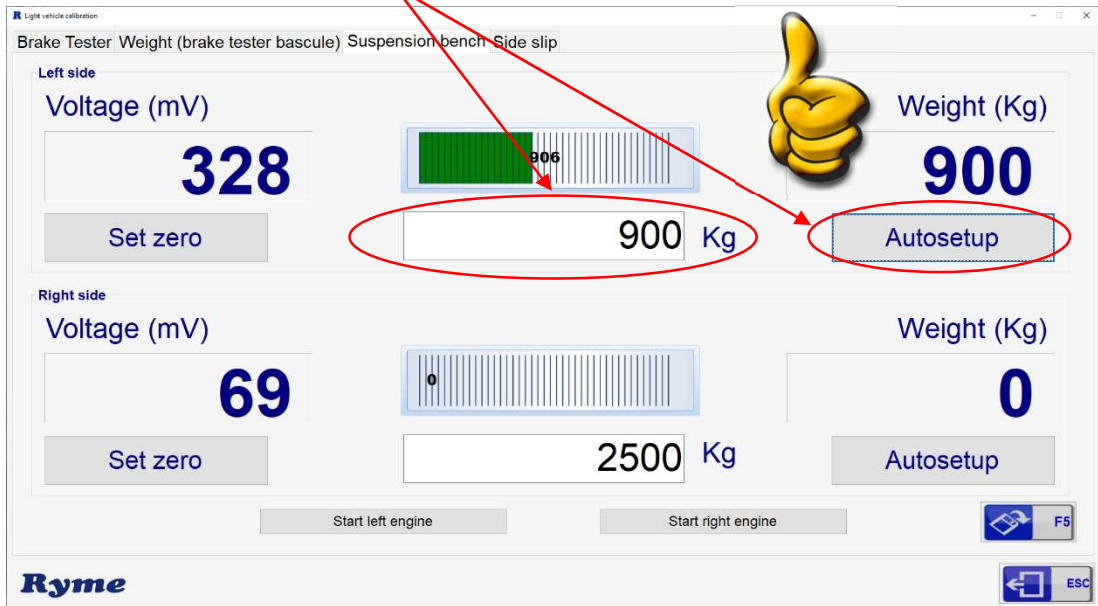 R Light vehicle calibration
Brake Tester Weight (brake tester bascule) Suspension bench Side slip
Left side
Voltage (mV) Weight (Kg)
328 906 900
Set zero 900 Kg Autosetup
Right side
Voltage (mV) Weight (Kg)
69 0 0
Set zero 2500 Kg Autosetup
Start left engine Start right engine F5
Ryme ESC